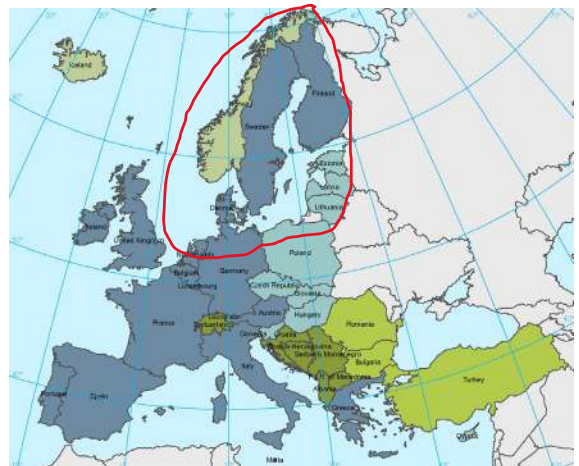 Iceland
Finland
Sweden
Estonia
Latvia
Lithuania
Denmark
Ireland
United Kingdom
Netherlands
Poland
Belgium
Germany
Luxembourg
Czech Republic
Slovakia
Austria
Hungary
France
Switzerland
Slovenia
Romania
Croatia
Bosnia-Herzegovina
Serbia & Montenegro
Italy
Bulgaria
Albania
Portugal
Spain
Turkey
Greece
Malta
Cyprus